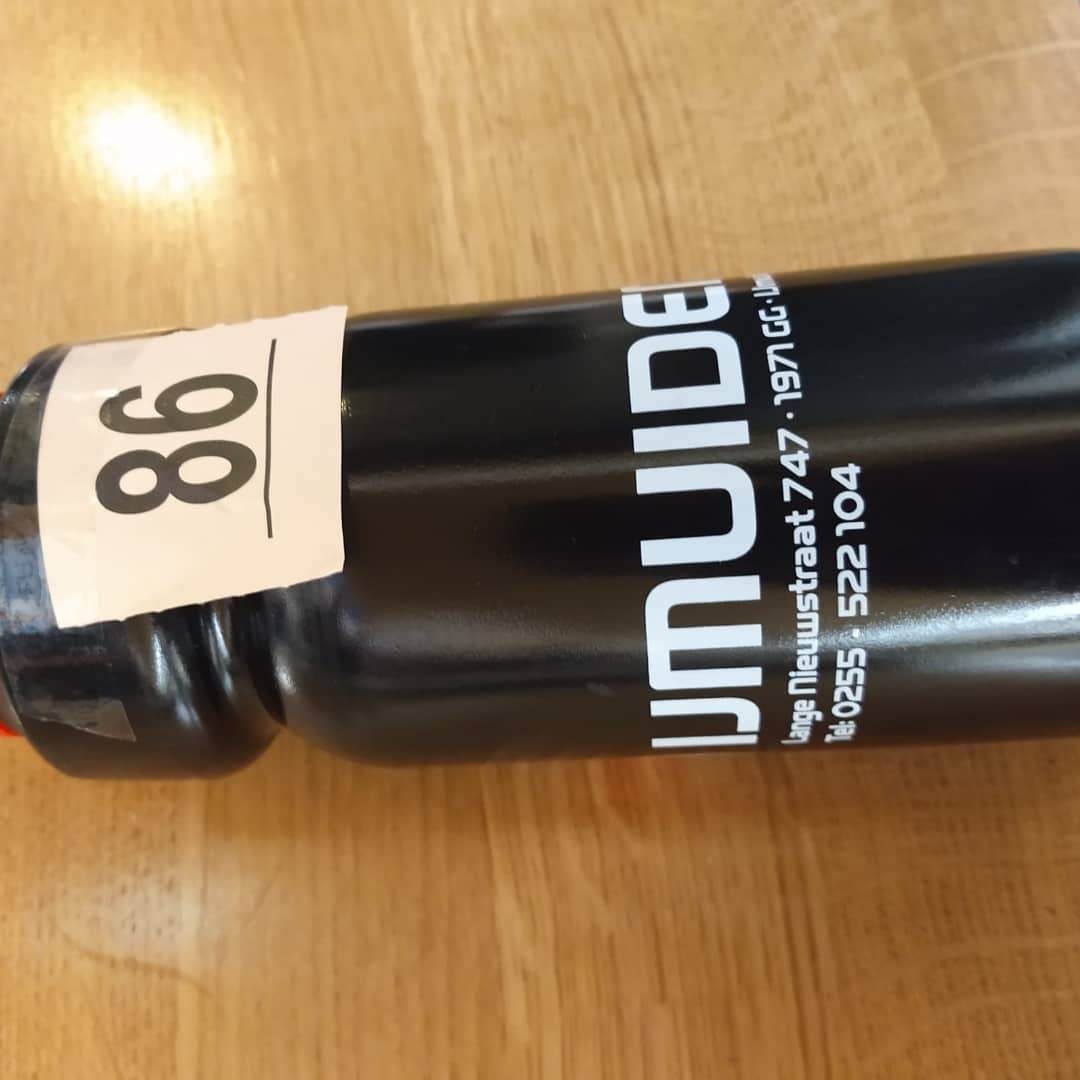 86
IJMUIDE
Lange Nieuwstraat 747 · 1971 GG ·
Tel: 0255 · 522 104